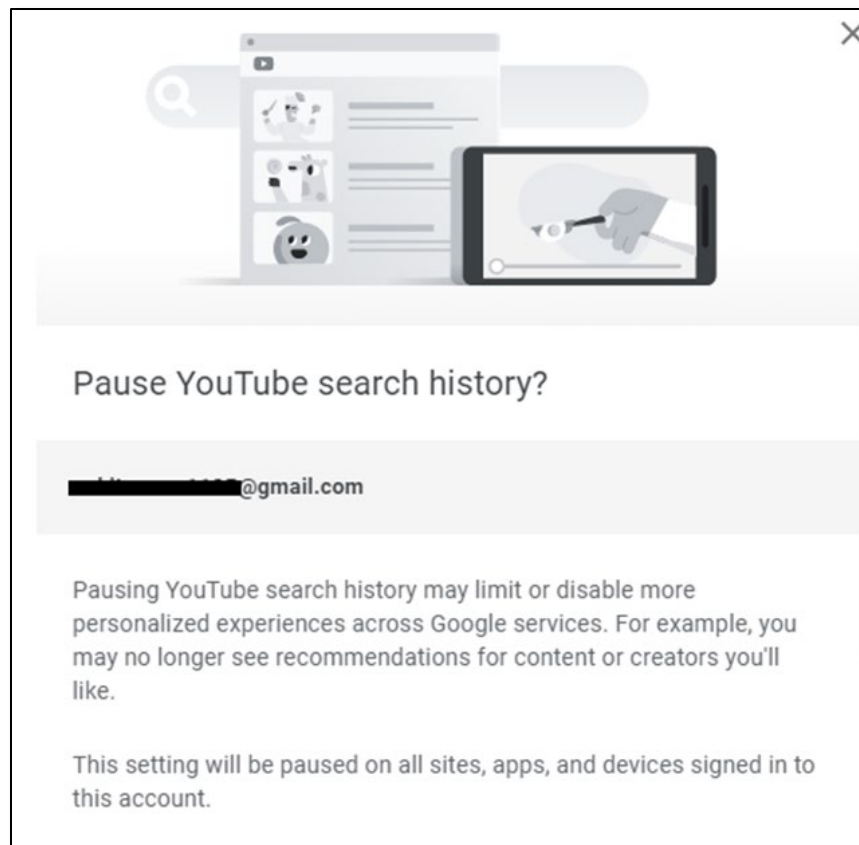 Pause YouTube search history?
@gmail.com
Pausing YouTube search history may limit or disable more
personalized experiences across Google services. For example, you
may no longer see recommendations for content or creators you'll
like.
This setting will be paused on all sites, apps, and devices signed in to
this account.